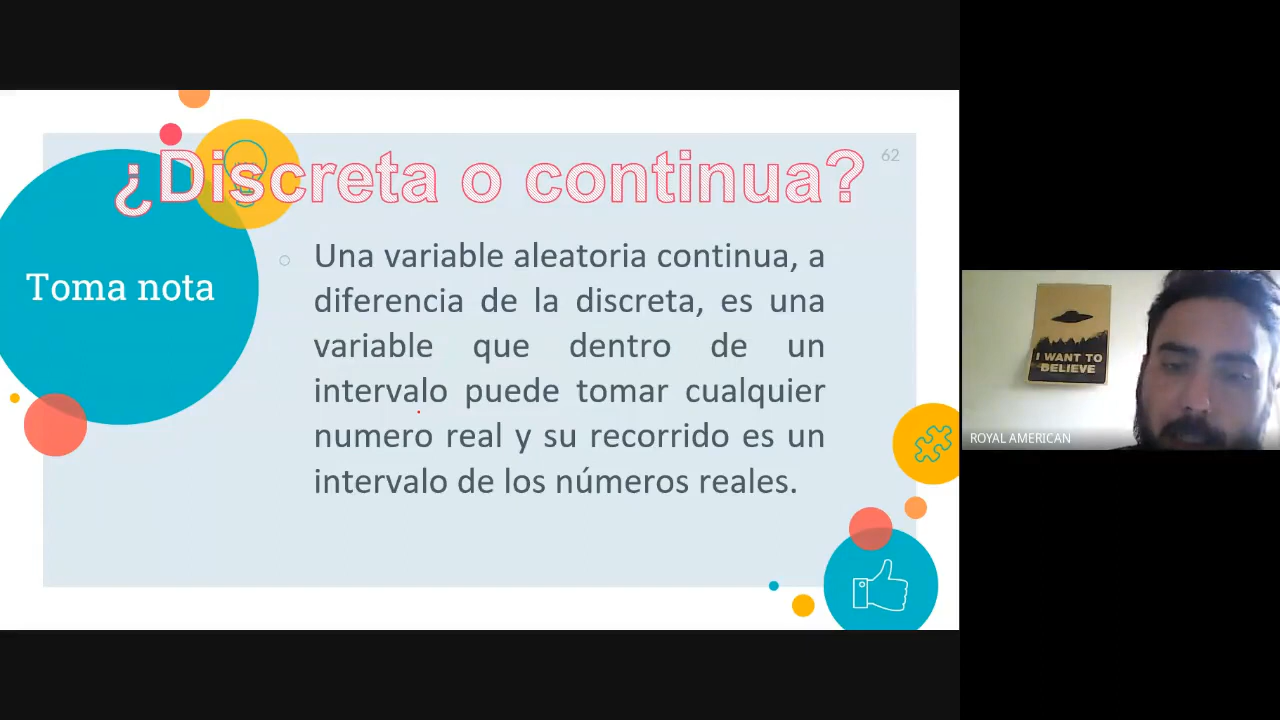 ¿Discreta o continua?
62
Toma nota
Una variable aleatoria continua, a
diferencia de la discreta, es una
variable que dentro de un
intervalo puede tomar cualquier
numero real y su recorrido es un
intervalo de los números reales.
I WANT TO
BELIEVE
ROYAL AMERICAN